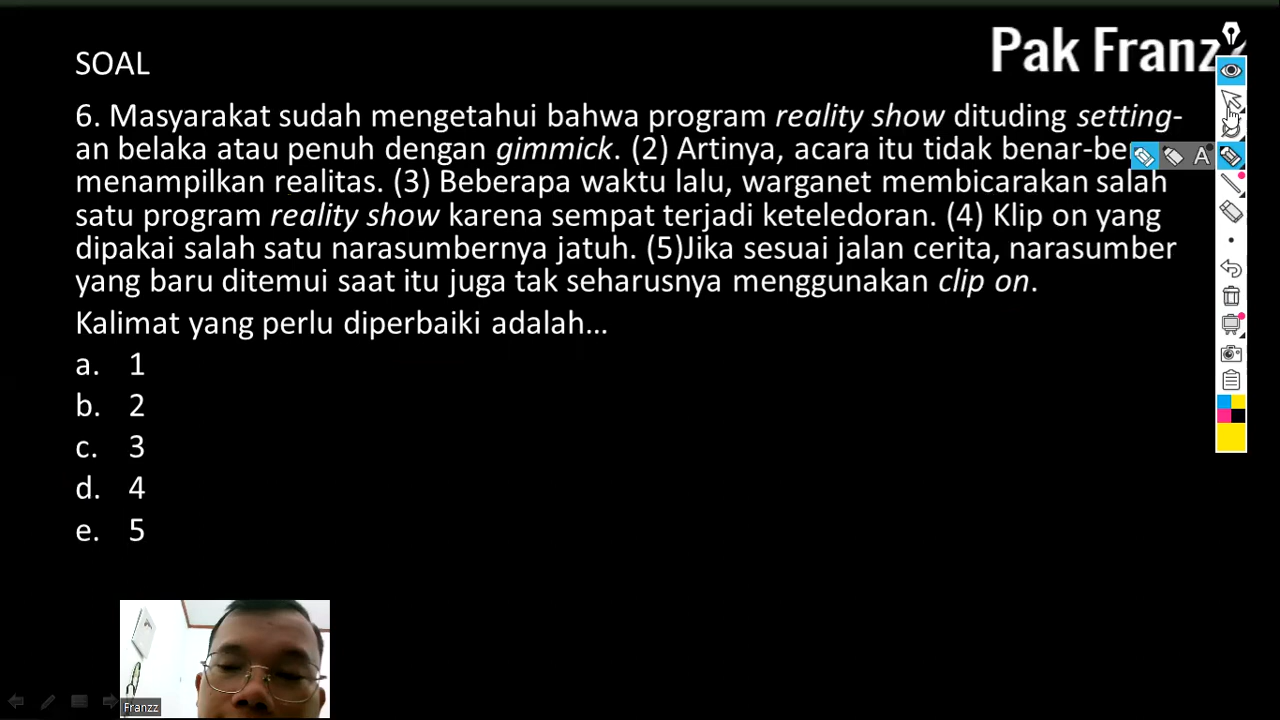 SOAL
Pak Franz
6. Masyarakat sudah mengetahui bahwa program reality show dituding setting-
an belaka atau penuh dengan gimmick. (2) Artinya, acara itu tidak benar-be
menampilkan realitas. (3) Beberapa waktu lalu, warganet membicarakan salah
satu program reality show karena sempat terjadi keteledoran. (4) Klip on yang
dipakai salah satu narasumbernya jatuh. (5)Jika sesuai jalan cerita, narasumber
yang baru ditemui saat itu juga tak seharusnya menggunakan clip on.
Kalimat yang perlu diperbaiki adalah...
a. 1
b. 2
c. 3
d. 4
e. 5
A
Franzz